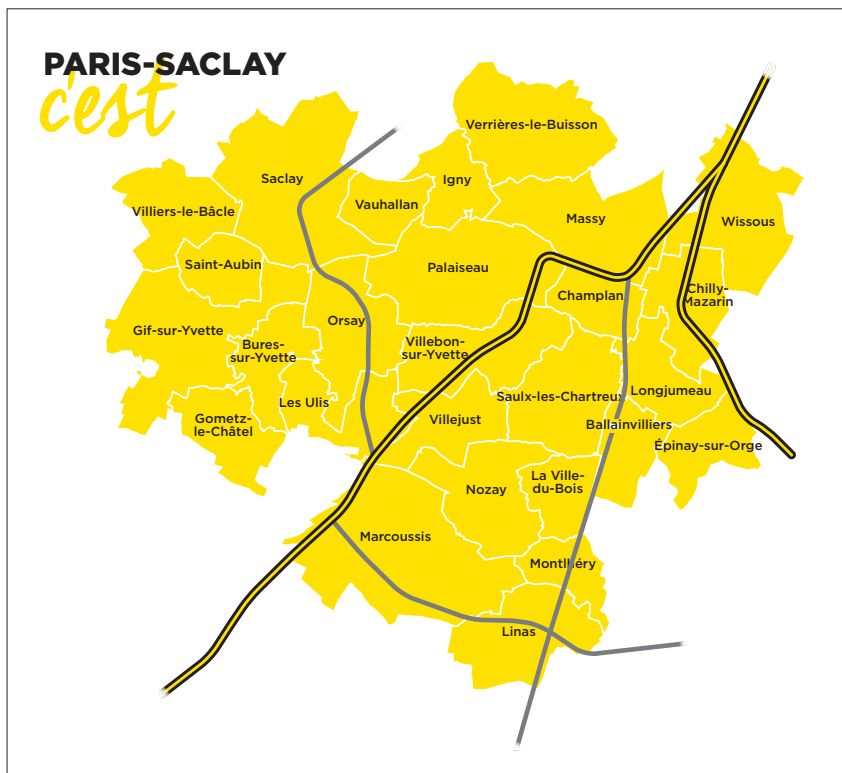 PARIS-SACLAY
c'est
Verrières-le-Buisson
Igny
Saclay
Vauhallan
Villiers-le-Bâcle
Massy
Wissous
Saint-Aubin
Palaiseau
Champlan
Chilly-
Mazarin
Gif-sur-Yvette
Orsay
Bures-
sur-Yvette
Villebon-
sur-Yvette
Les Ulis
Saulx-les-Chartreux
Longjumeau
Gometz-
le-Châtel
Villejust
Ballainvilliers
Épinay-sur-Orge
Nozay
La Ville-
du-Bois
Marcoussis
Montlhéry
Linas